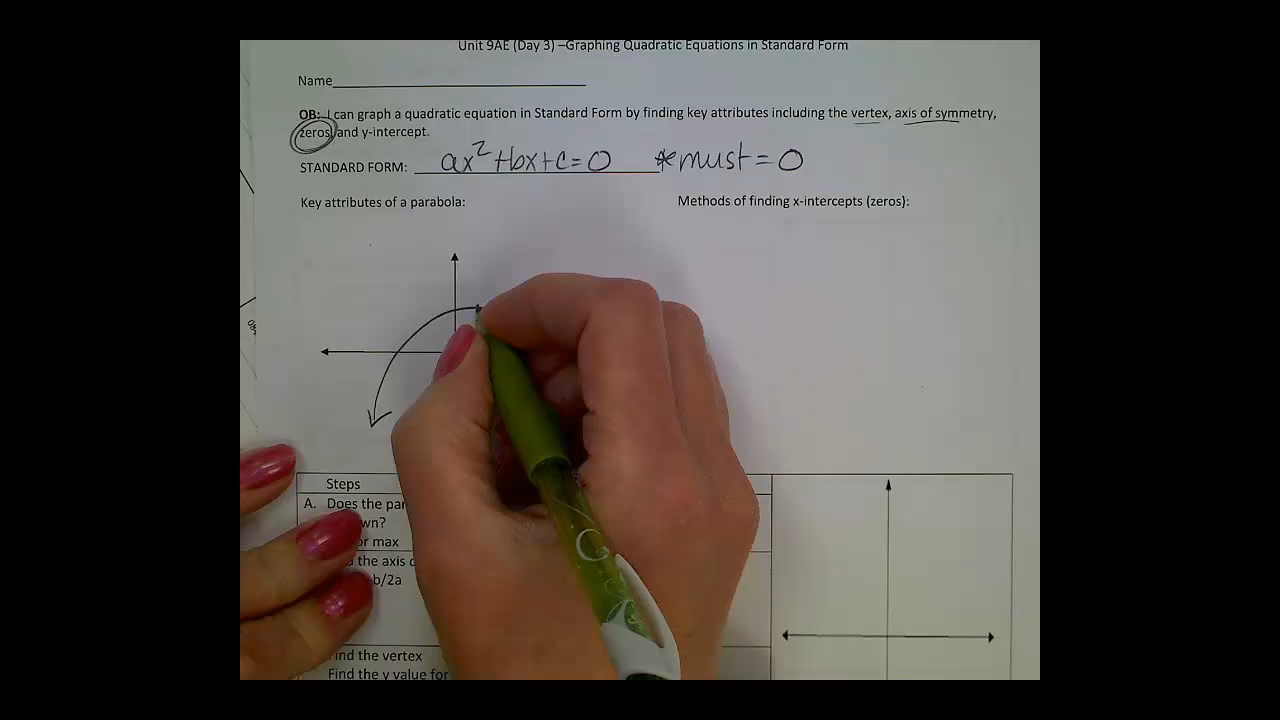 Unit 9AE (Day 3) –Graphing Quadratic Equations in Standard Form
Name
OB: I can graph a quadratic equation in Standard Form by finding key attributes including the vertex, axis of symmetry,
zeros, and y-intercept.
STANDARD FORM: ax²+bx+c=0 *must=0
Key attributes of a parabola: Methods of finding x-intercepts (zeros):
Steps
A. Does the par
wn?
or max
the axis o
b/2a
ind the vertex
Find the y value for